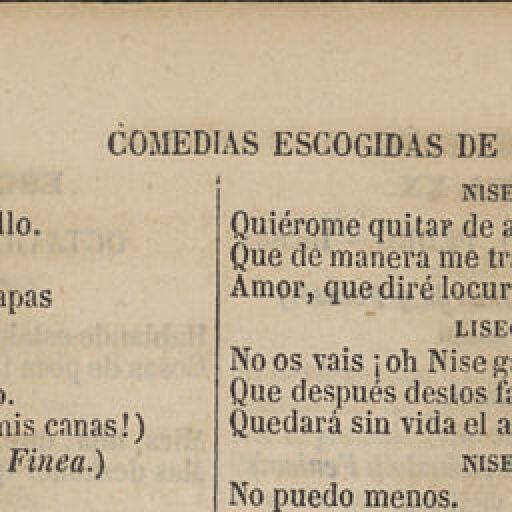 COMEDIAS ESCOGIDAS DE
llo.
apas
o.
mis canas!)
Finea.)
NISE
Quiérome quitar de a
Que de manera me tra
Amor, que diré locur
LISEO
No os vais ¡oh Nise ga
Que después destos fa
Quedará sin vida el a
NISE
No puedo menos.